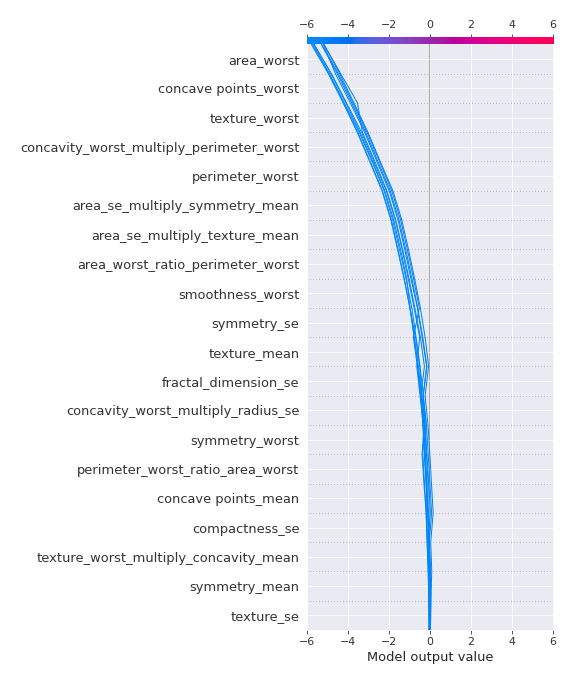 −6 −4 −2 0 2 4 6
area_worst
concave points_worst
texture_worst
concavity_worst_multiply_perimeter_worst
perimeter_worst
area_se_multiply_symmetry_mean
area_se_multiply_texture_mean
area_worst_ratio_perimeter_worst
smoothness_worst
symmetry_se
texture_mean
fractal_dimension_se
concavity_worst_multiply_radius_se
symmetry_worst
perimeter_worst_ratio_area_worst
concave points_mean
compactness_se
texture_worst_multiply_concavity_mean
symmetry_mean
texture_se
−6 −4 −2 0 2 4 6
Model output value